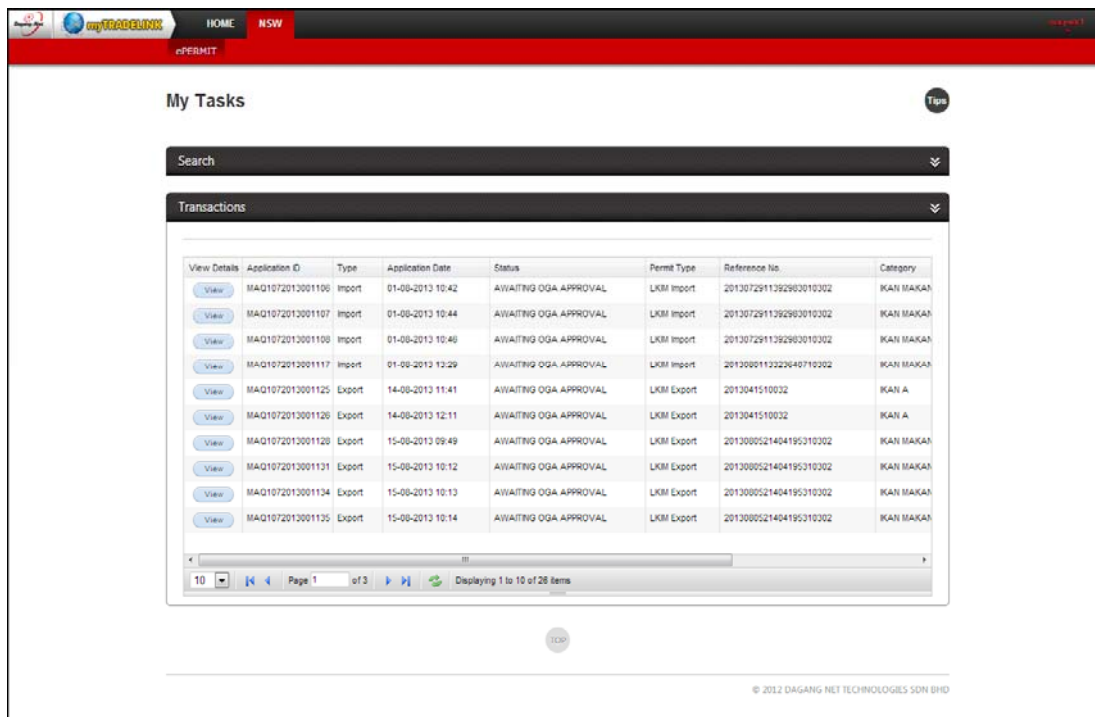 Dagang Net myTRADELINK HOME NSW
ePERMIT
My Tasks Tips
Search
Transactions
View Details Application ID Type Application Date Status Permit Type Reference No. Category
View MAQ1072013001106 Import 01-08-2013 10:42 AWAITING OGA APPROVAL LKIM Import 2013072911392983010302 IKAN MAKAN
View MAQ1072013001107 Import 01-08-2013 10:44 AWAITING OGA APPROVAL LKIM Import 2013072911392983010302 IKAN MAKAN
View MAQ1072013001108 Import 01-08-2013 10:46 AWAITING OGA APPROVAL LKIM Import 2013072911392983010302 IKAN MAKAN
View MAQ1072013001117 Import 01-08-2013 13:29 AWAITING OGA APPROVAL LKIM Import 2013080113323640710302 IKAN MAKAN
View MAQ1072013001125 Export 14-08-2013 11:41 AWAITING OGA APPROVAL LKIM Export 2013041510032 IKAN A
View MAQ1072013001126 Export 14-08-2013 12:11 AWAITING OGA APPROVAL LKIM Export 2013041510032 IKAN A
View MAQ1072013001128 Export 15-08-2013 09:49 AWAITING OGA APPROVAL LKIM Export 2013080521404195310302 IKAN MAKAN
View MAQ1072013001131 Export 15-08-2013 10:12 AWAITING OGA APPROVAL LKIM Export 2013080521404195310302 IKAN MAKAN
View MAQ1072013001134 Export 15-08-2013 10:13 AWAITING OGA APPROVAL LKIM Export 2013080521404195310302 IKAN MAKAN
View MAQ1072013001135 Export 15-08-2013 10:14 AWAITING OGA APPROVAL LKIM Export 2013080521404195310302 IKAN MAKAN
10 Page 1 of 3 Displaying 1 to 10 of 26 items
TOP
© 2012 DAGANG NET TECHNOLOGIES SDN BHD